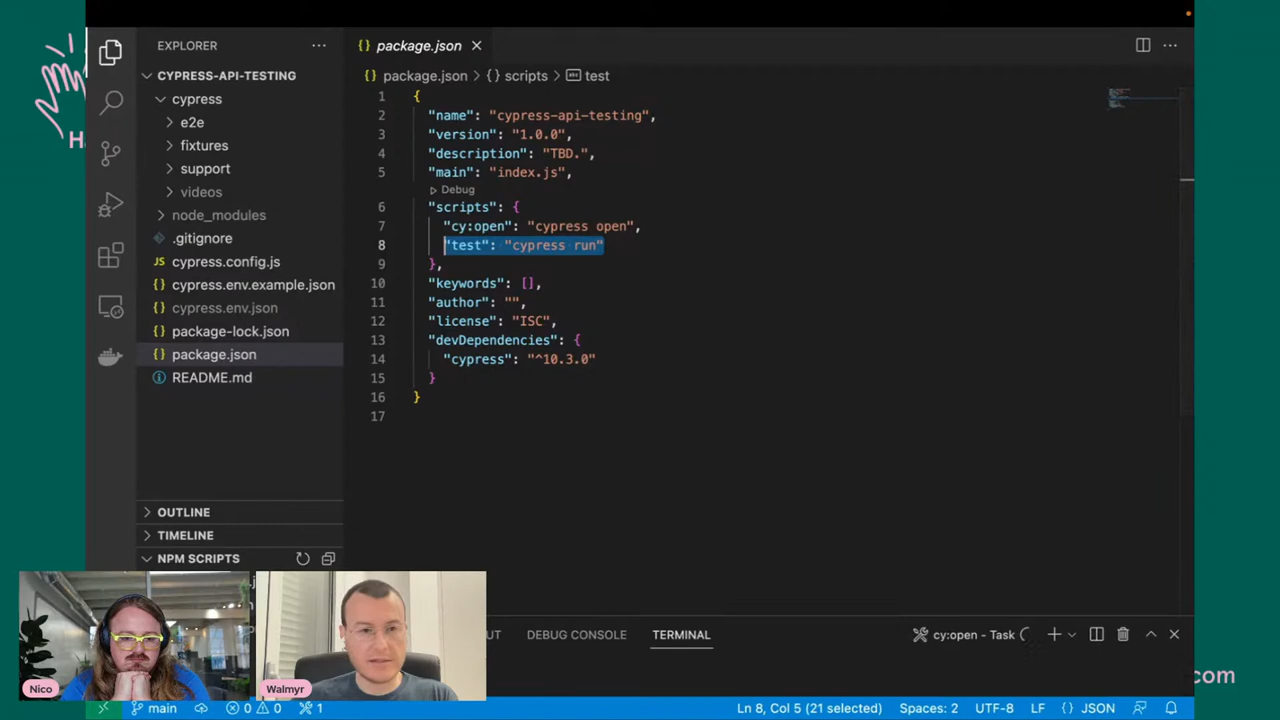 EXPLORER
CYPRESS-API-TESTING
cypress
e2e
fixtures
support
videos
node_modules
.gitignore
cypress.config.js
cypress.env.example.json
cypress.env.json
package-lock.json
package.json
README.md
OUTLINE
TIMELINE
NPM SCRIPTS
package.json
package.json > {} scripts > test
1 {
2 "name": "cypress-api-testing",
3 "version": "1.0.0",
4 "description": "TBD.",
5 "main": "index.js",
Debug
6 "scripts": {
7 "cy:open": "cypress open",
8 "test": "cypress run"
9 },
10 "keywords": [],
11 "author": "",
12 "license": "ISC",
13 "devDependencies": {
14 "cypress": "^10.3.0"
15 }
16 }
17
DEBUG CONSOLE
TERMINAL
cy:open - Task
Nico
Walmyr
com
main 0 0 1
Ln 8, Col 5 (21 selected) Spaces: 2 UTF-8 LF {} JSON